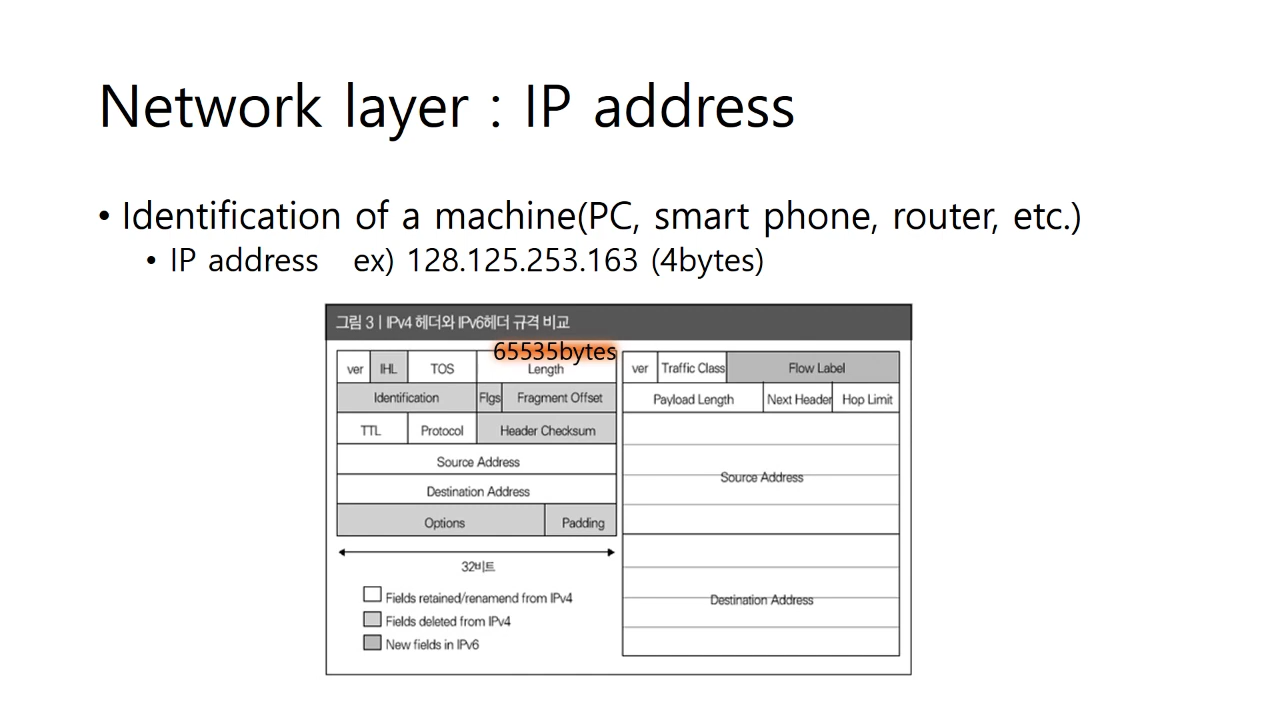 Network layer : IP address
• Identification of a machine(PC, smart phone, router, etc.)
• IP address ex) 128.125.253.163 (4bytes)
그림 3 | IPv4 헤더와 IPv6헤더 규격 비교
65535bytes
ver IHL TOS Length
Identification Flgs Fragment Offset
TTL Protocol Header Checksum
Source Address
Destination Address
Options Padding
32비트
Fields retained/renamend from IPv4
Fields deleted from IPv4
New fields in IPv6
ver Traffic Class Flow Label
Payload Length Next Header Hop Limit
Source Address
Destination Address